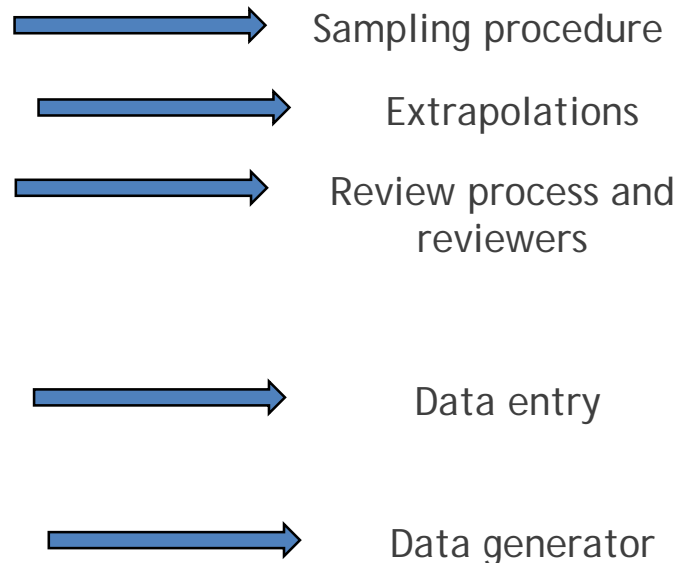 Sampling procedure
Extrapolations
Review process and
reviewers
Data entry
Data generator